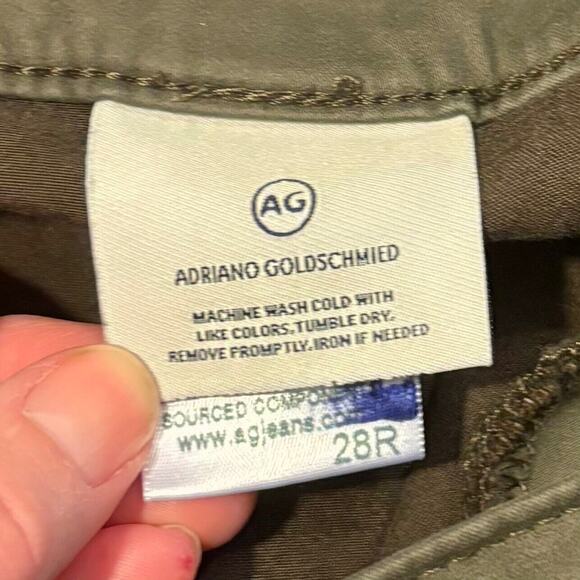 AG
ADRIANO GOLDSCHMIED
MACHINE WASH COLD WITH
LIKE COLORS.TUMBLE DRY.
REMOVE PROMPTLY.IRON IF NEEDED
SOURCED
www.agjeans.com
28R